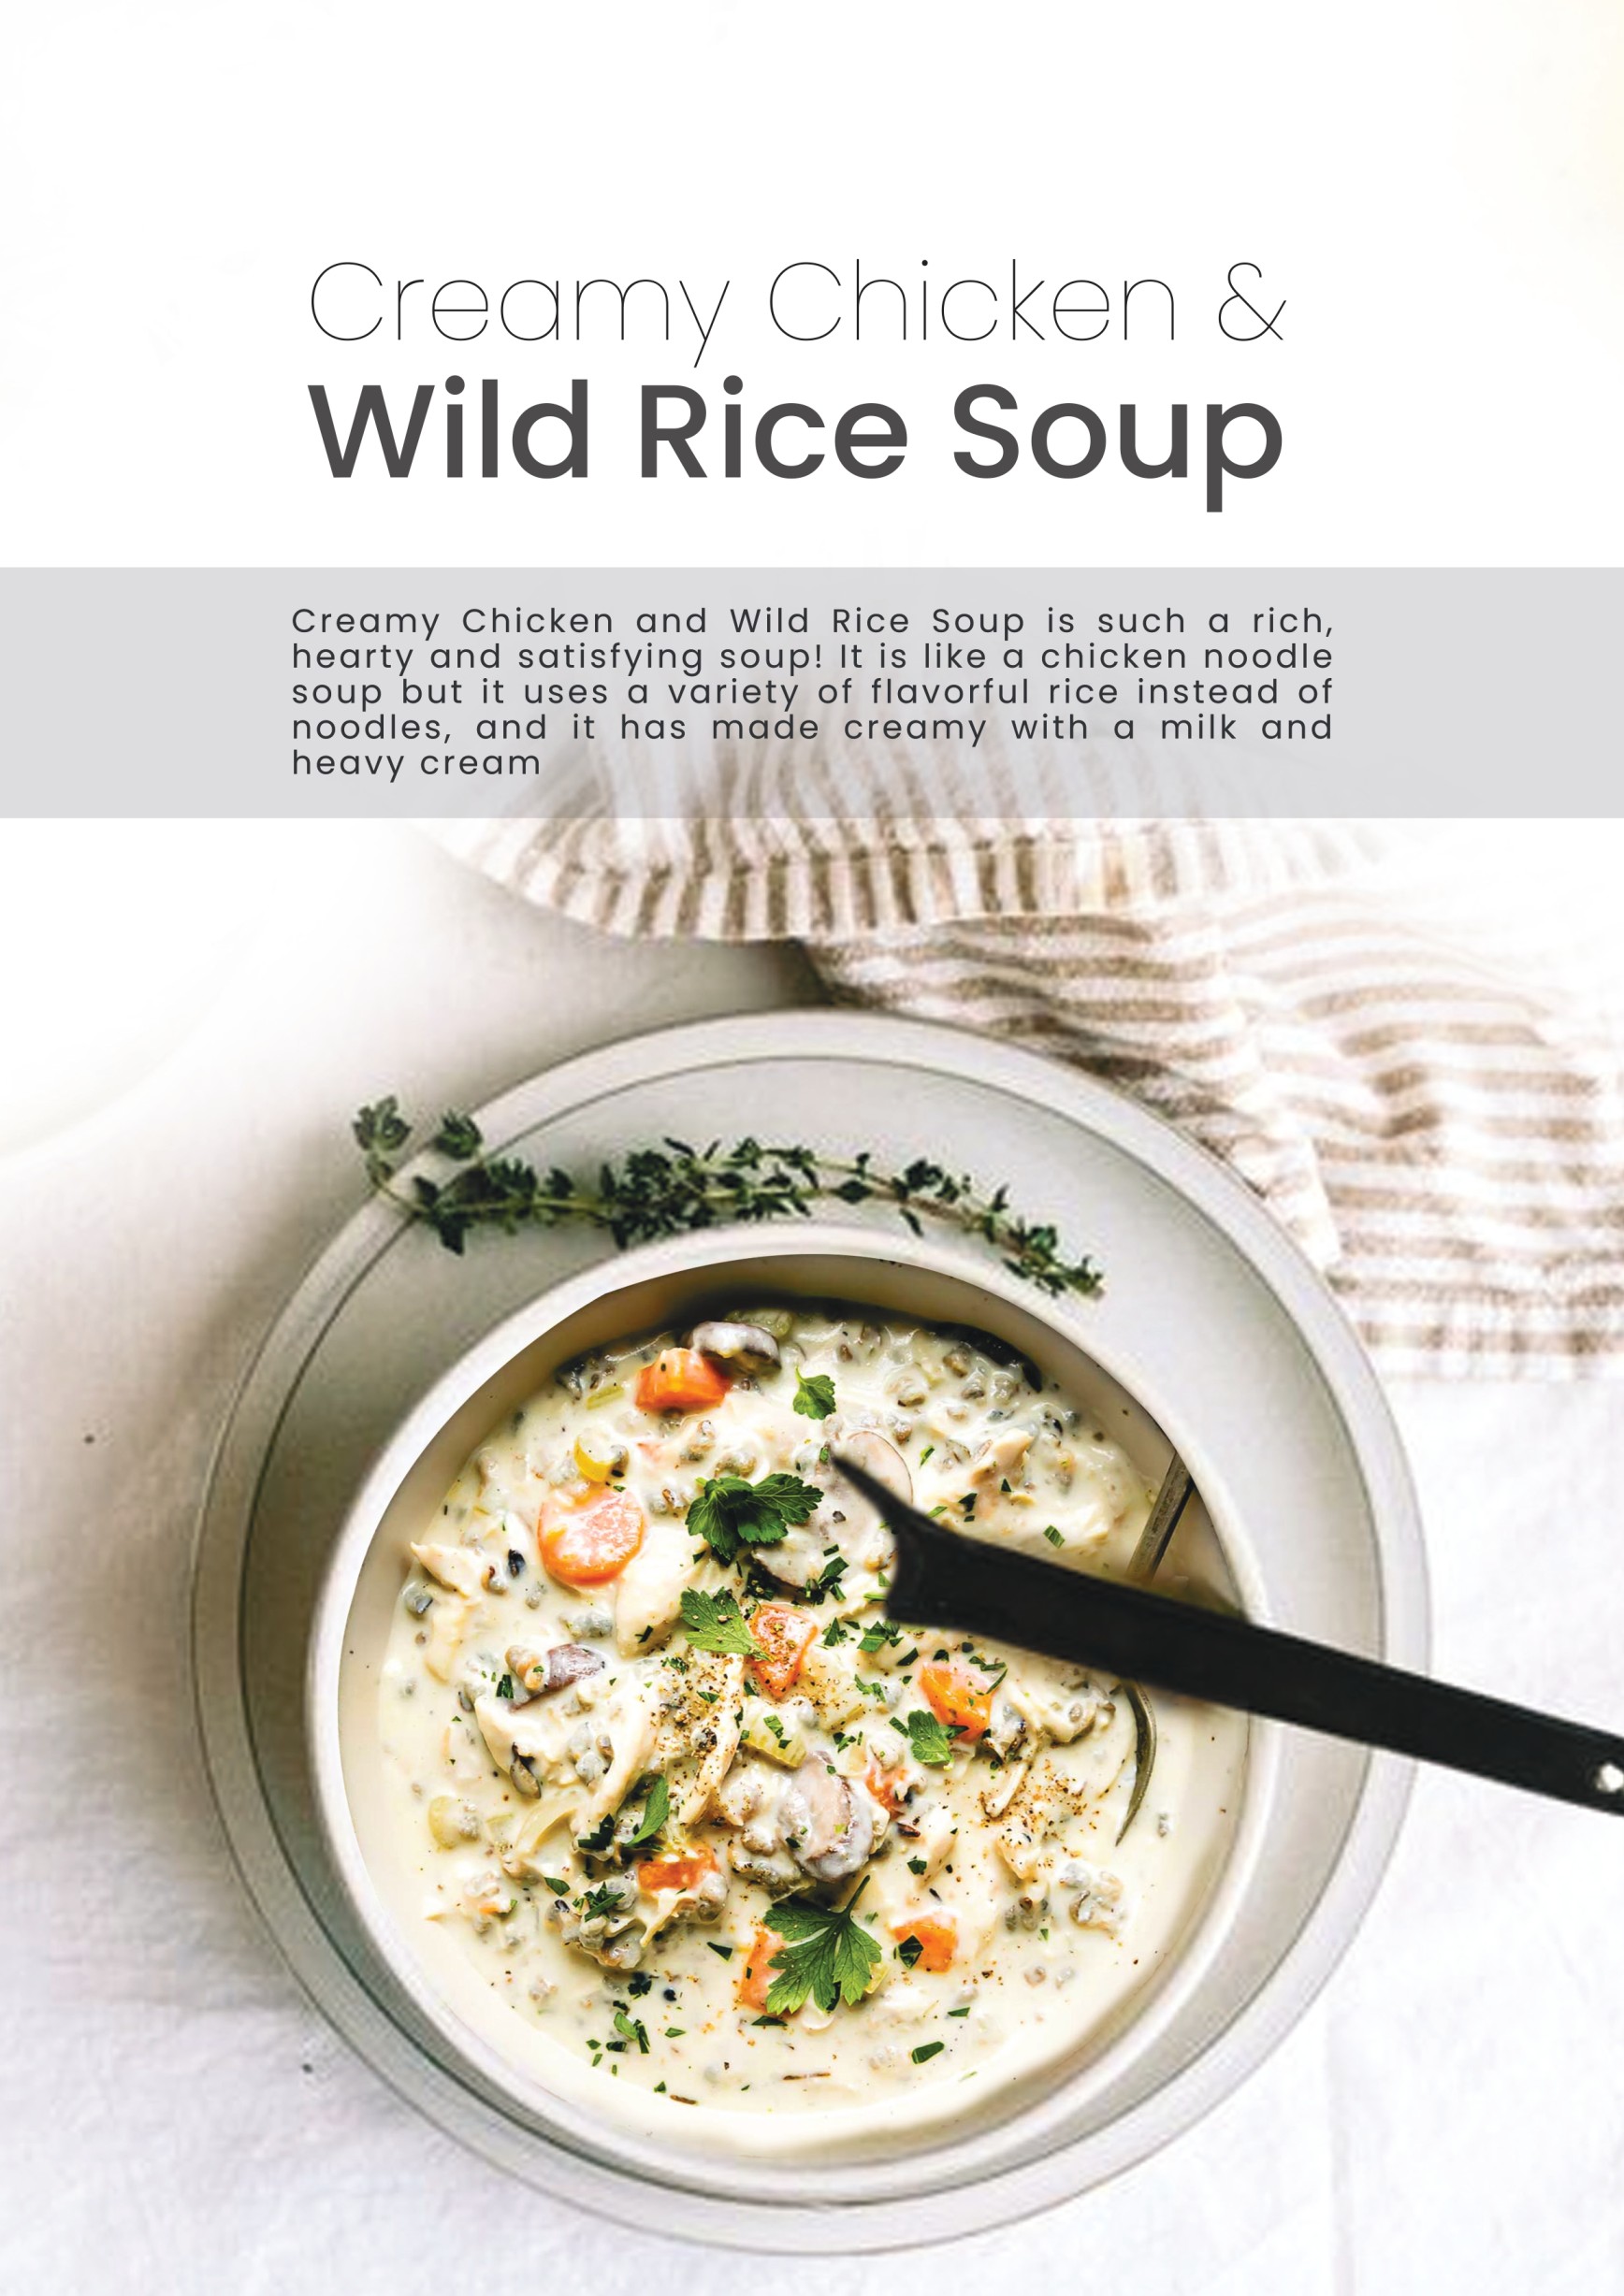 Creamy Chicken &
Wild Rice Soup
Creamy Chicken and Wild Rice Soup is such a rich,
hearty and satisfying soup! It is like a chicken noodle
soup but it uses a variety of flavorful rice instead of
noodles, and it has made creamy with a milk and
heavy cream